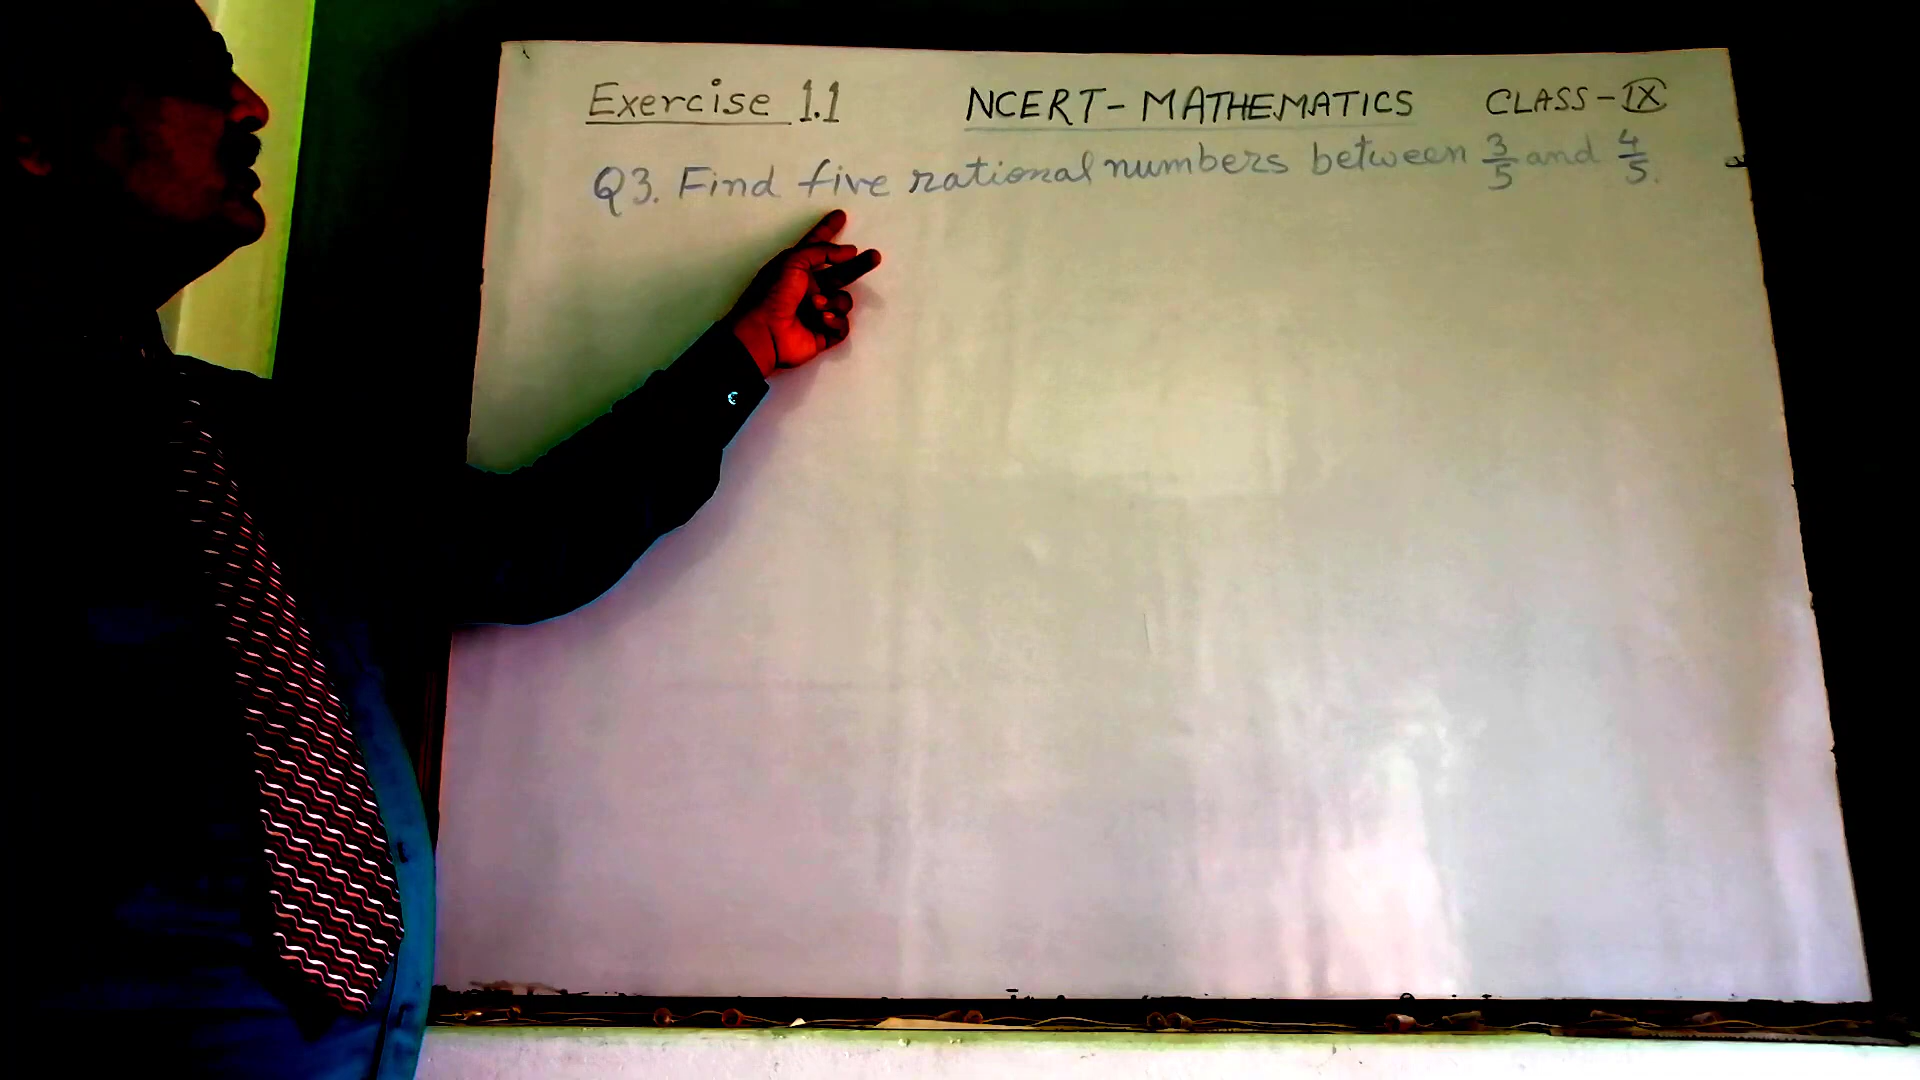 Exercise 1.1 NCERT-MATHEMATICS CLASS-IX
Q3. Find five rational numbers between 3/5 and 4/5.